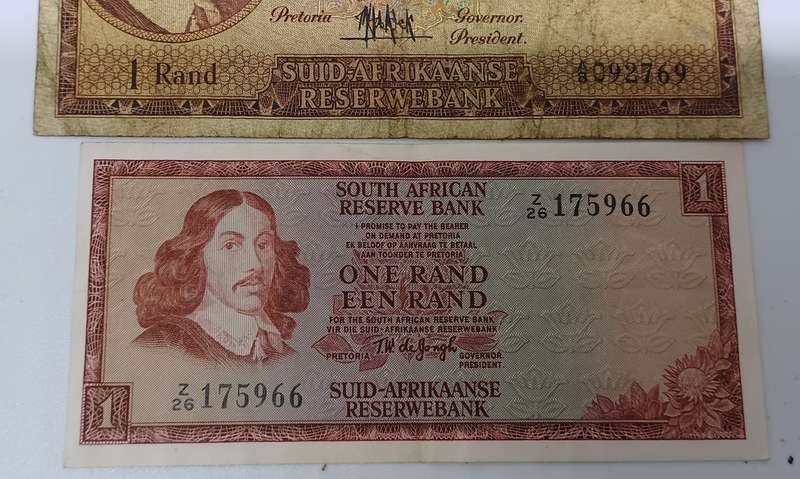 Pretoria Governor.
President.
1 Rand SUID-AFRIKAANSE 092769
RESERWEBANK
SOUTH AFRICAN
RESERVE BANK
Z/26 175966
1
I PROMISE TO PAY THE BEARER
ON DEMAND AT PRETORIA
EK BELOOF OP AANVRAAG TE BETAAL
AAN TOONDER TE PRETORIA
ONE RAND
EEN RAND
FOR THE SOUTH AFRICAN RESERVE BANK
VIR DIE SUID-AFRIKAANSE RESERWEBANK
T.W. de Jongh
PRETORIA GOVERNOR.
PRESIDENT.
1
Z/26 175966
SUID-AFRIKAANSE
RESERWEBANK